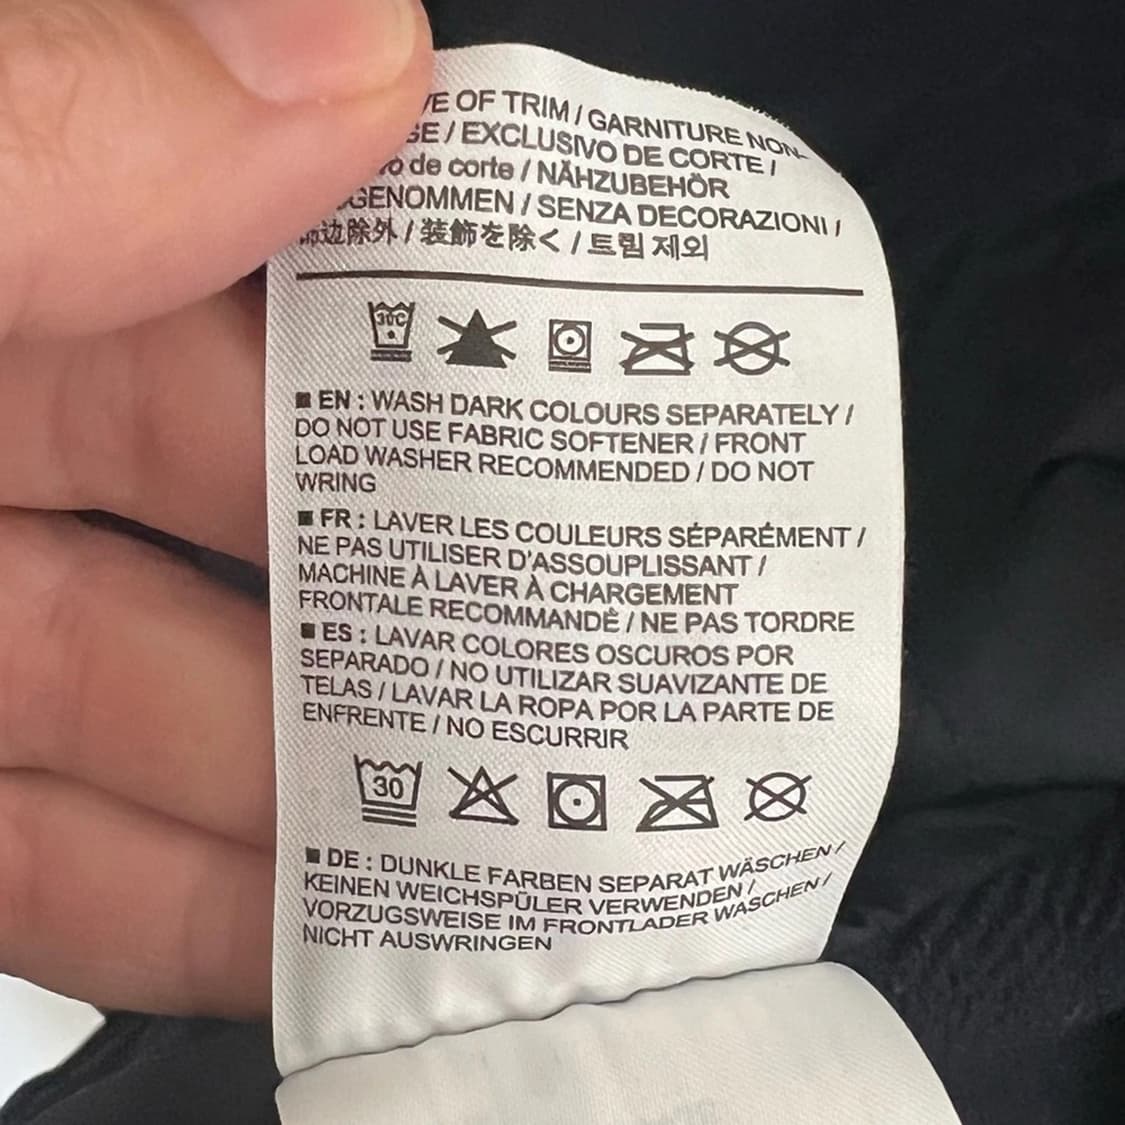 OF TRIM / GARNITURE NON-
/ EXCLUSIVO DE CORTE /
de corte / NÄHZUBEHÖR
/ SENZA DECORAZIONI /
边除外 / 装飾を除く / 트림 제외
30C
■ EN : WASH DARK COLOURS SEPARATELY /
DO NOT USE FABRIC SOFTENER / FRONT
LOAD WASHER RECOMMENDED / DO NOT
WRING
■ FR : LAVER LES COULEURS SÉPARÉMENT /
NE PAS UTILISER D'ASSOUPLISSANT /
MACHINE À LAVER À CHARGEMENT
FRONTALE RECOMMANDÉ / NE PAS TORDRE
■ ES : LAVAR COLORES OSCUROS POR
SEPARADO / NO UTILIZAR SUAVIZANTE DE
TELAS / LAVAR LA ROPA POR LA PARTE DE
ENFRENTE / NO ESCURRIR
30
■ DE : DUNKLE FARBEN SEPARAT WÄSCHEN /
KEINEN WEICHSPÜLER VERWENDEN /
VORZUGSWEISE IM FRONTLADER WASCHEN /
NICHT AUSWRINGEN